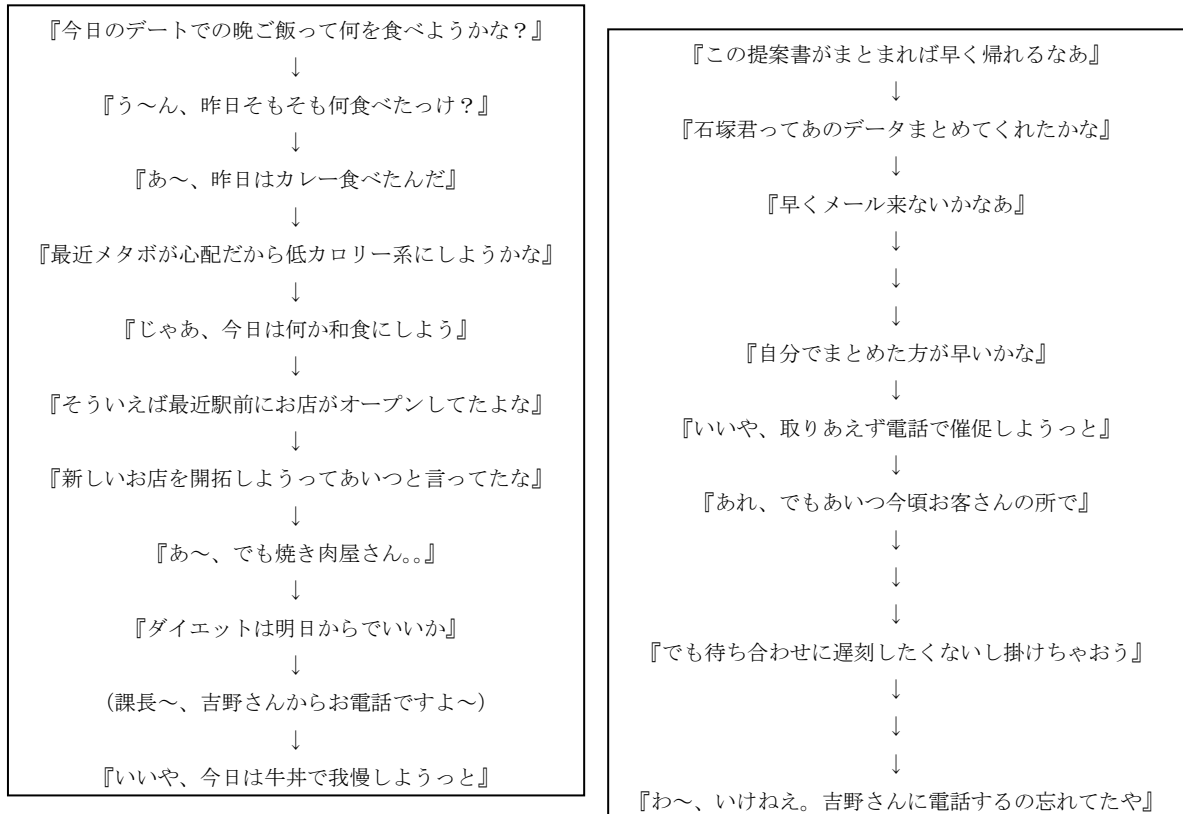 『今日のデートでの晩ご飯って何を食べようかな？』
↓
『う～ん、昨日そもそも何食べたっけ？』
↓
『あ～、昨日はカレー食べたんだ』
↓
『最近メタボが心配だから低カロリー系にしようかな』
↓
『じゃあ、今日は何か和食にしよう』
↓
『そういえば最近駅前にお店がオープンしてたよな』
↓
『新しいお店を開拓しようってあいつと言ってたな』
↓
『あ～、でも焼き肉屋さん。。』
↓
『ダイエットは明日からでいいか』
↓
（課長～、吉野さんからお電話ですよ～）
↓
『いいや、今日は牛丼で我慢しようっと』
『この提案書がまとまれば早く帰れるなあ』
↓
『石塚君ってあのデータまとめてくれたかな』
↓
『早くメール来ないかなあ』
↓
↓
↓
『自分でまとめた方が早いかな』
↓
『いいや、取りあえず電話で催促しようっと』
↓
『あれ、でもあいつ今頃お客さんの所で』
↓
↓
↓
『でも待ち合わせに遅刻したくないし掛けちゃおう』
↓
↓
↓
『わ～、いけねえ。吉野さんに電話するの忘れてたや』